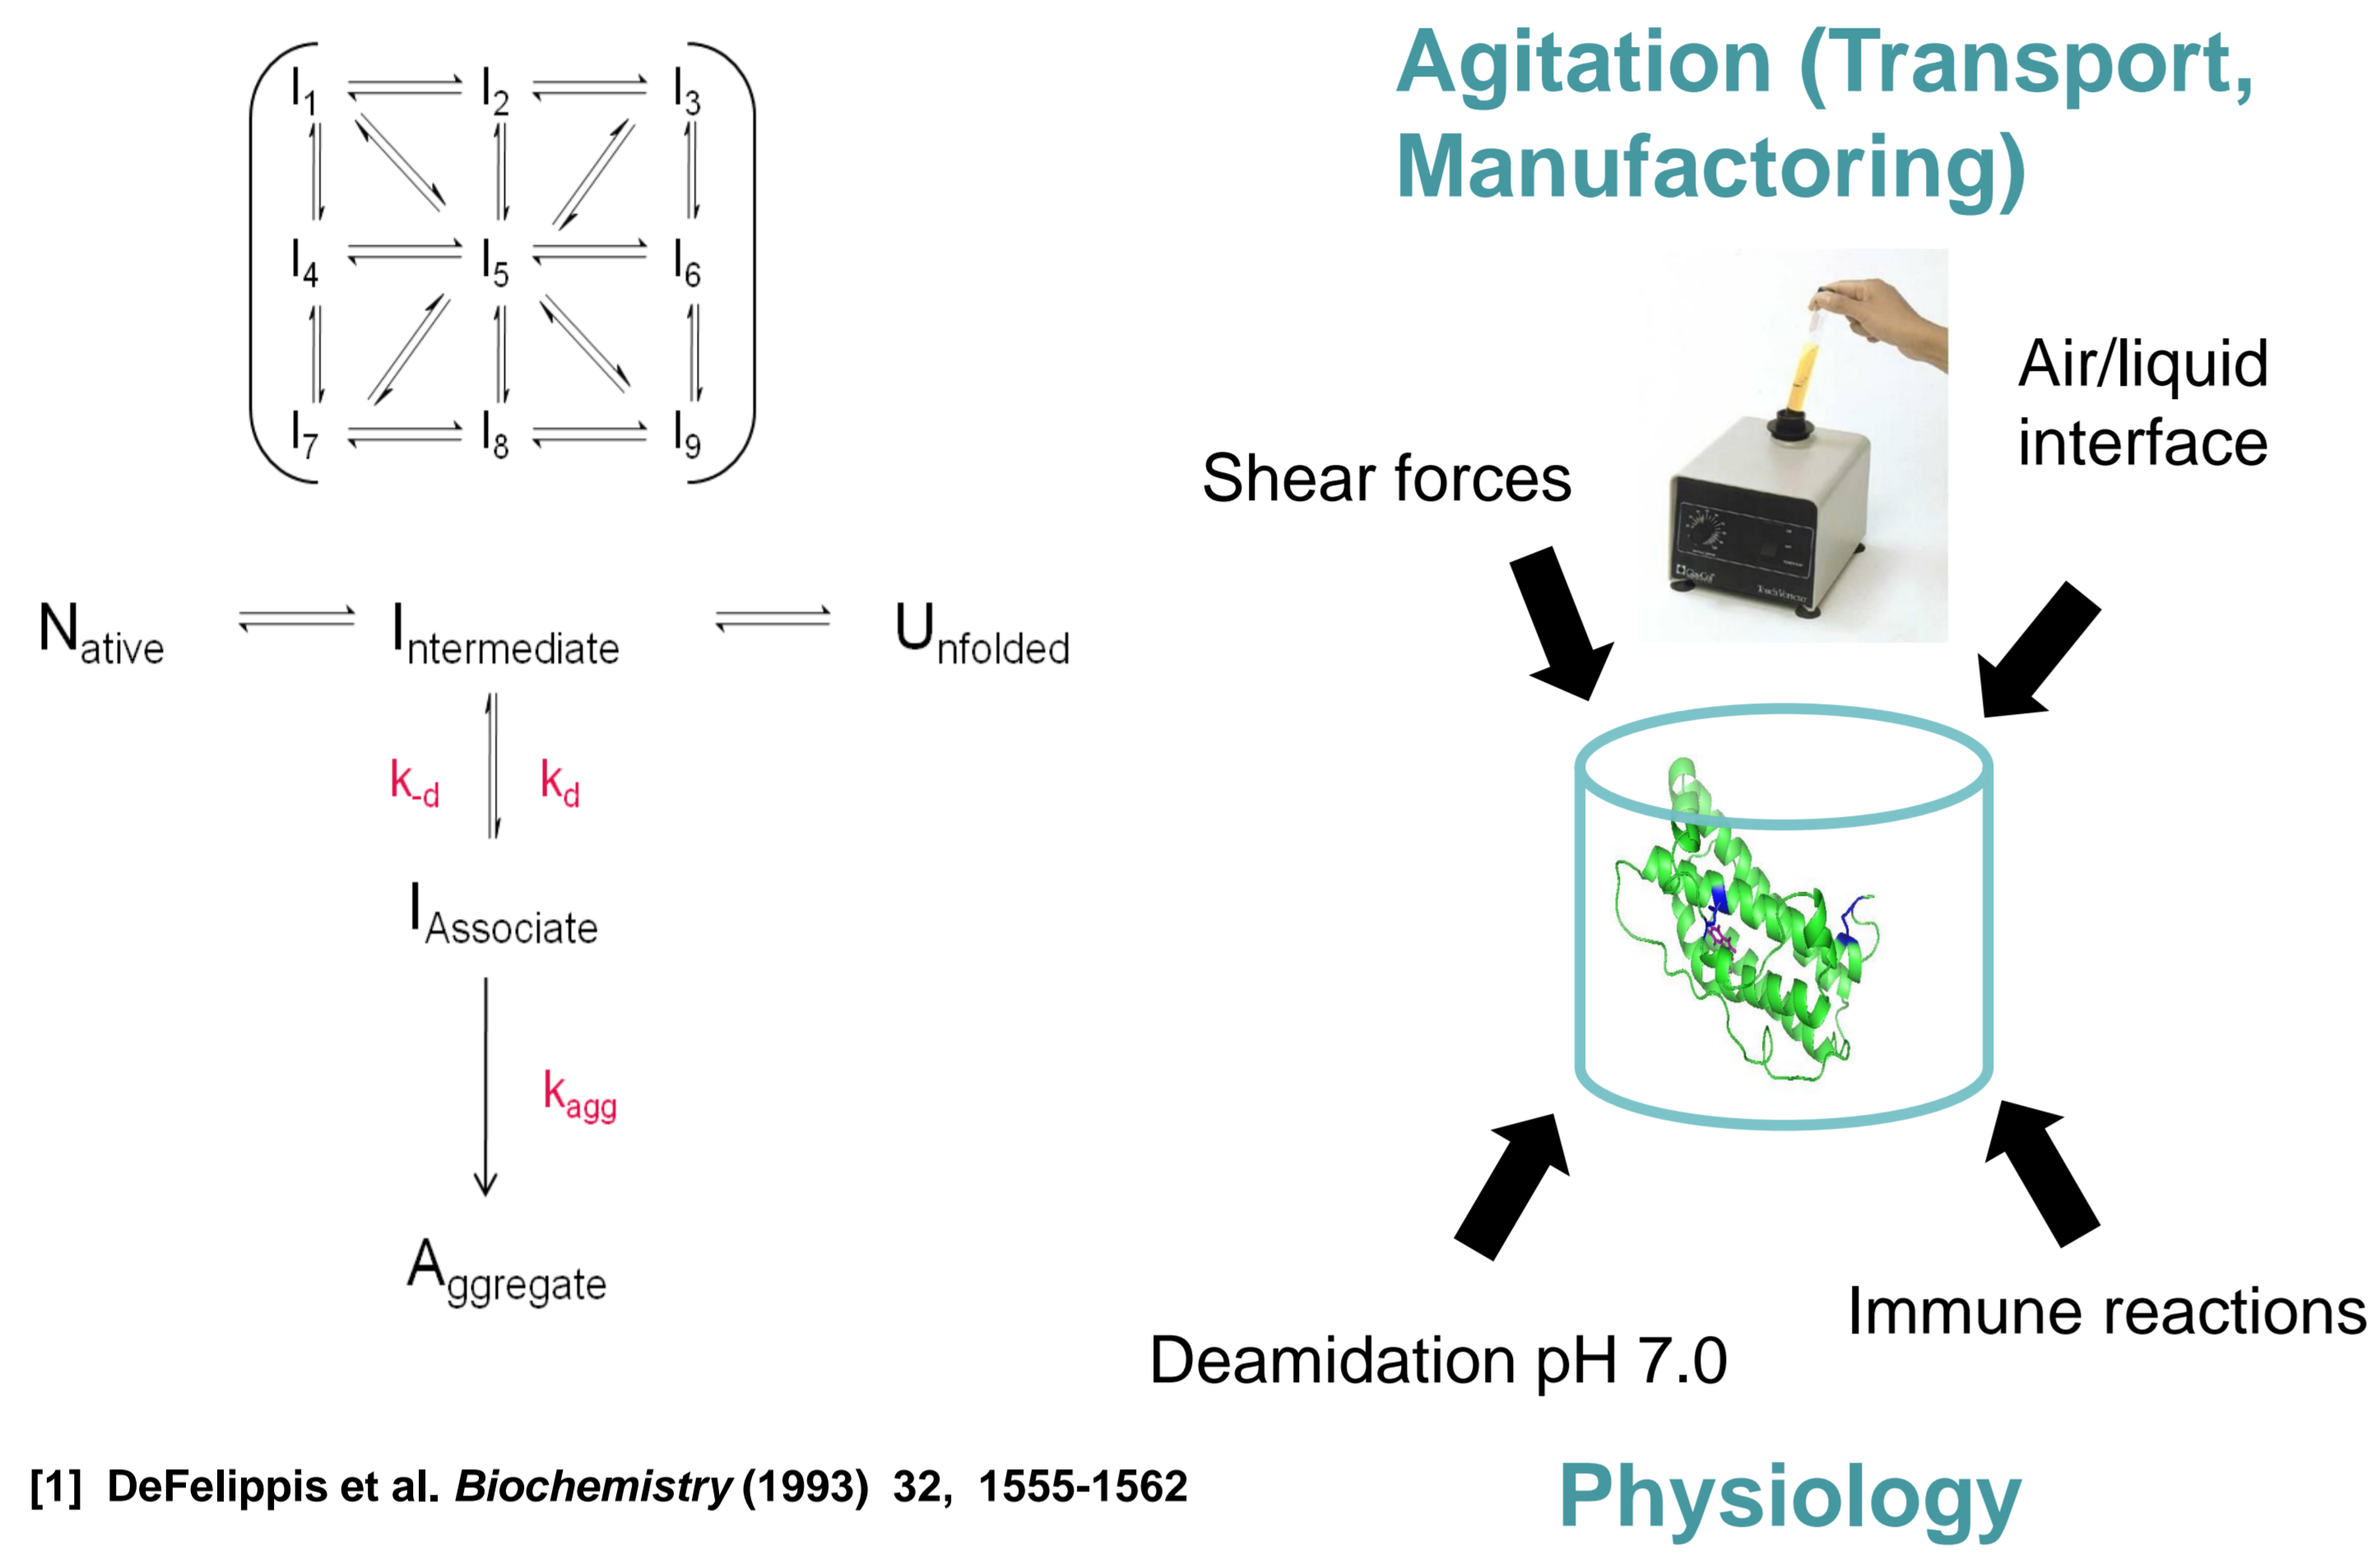 I1 I2 I3
I4 I5 I6
I7 I8 I9
Native Intermediate Unfolded
k-d kd
IAssociate
kagg
Aggregate
[1] DeFelippis et al. Biochemistry (1993) 32, 1555-1562
Agitation (Transport,
Manufactoring)
Air/liquid
interface
Shear forces
Deamidation pH 7.0
Immune reactions
Physiology